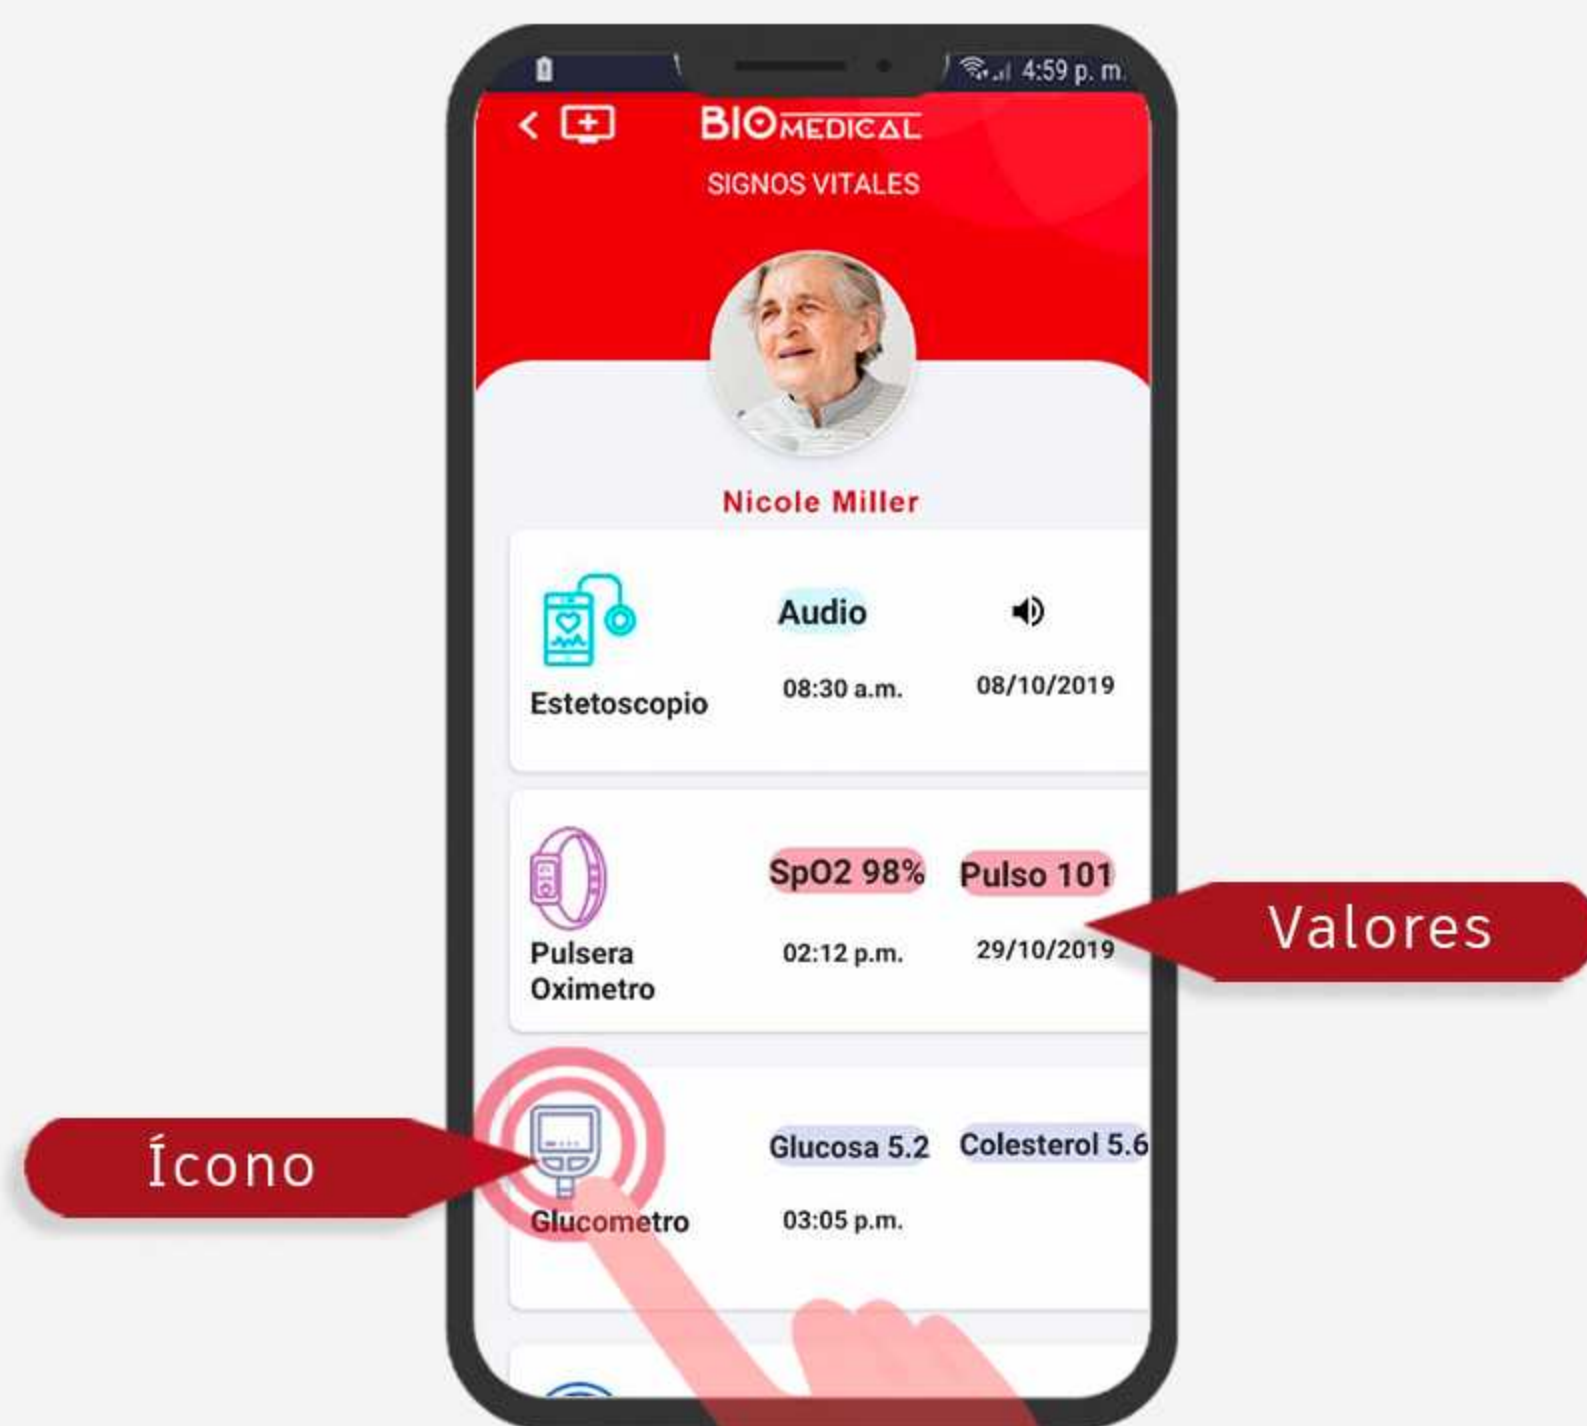 4:59 p. m.
BIOMEDICAL
SIGNOS VITALES
Nicole Miller
Audio
08:30 a.m. 08/10/2019
Estetoscopio
SpO2 98% Pulso 101
Valores
02:12 p.m. 29/10/2019
Pulsera
Oximetro
Glucosa 5.2 Colesterol 5.6
Ícono
Glucometro 03:05 p.m.